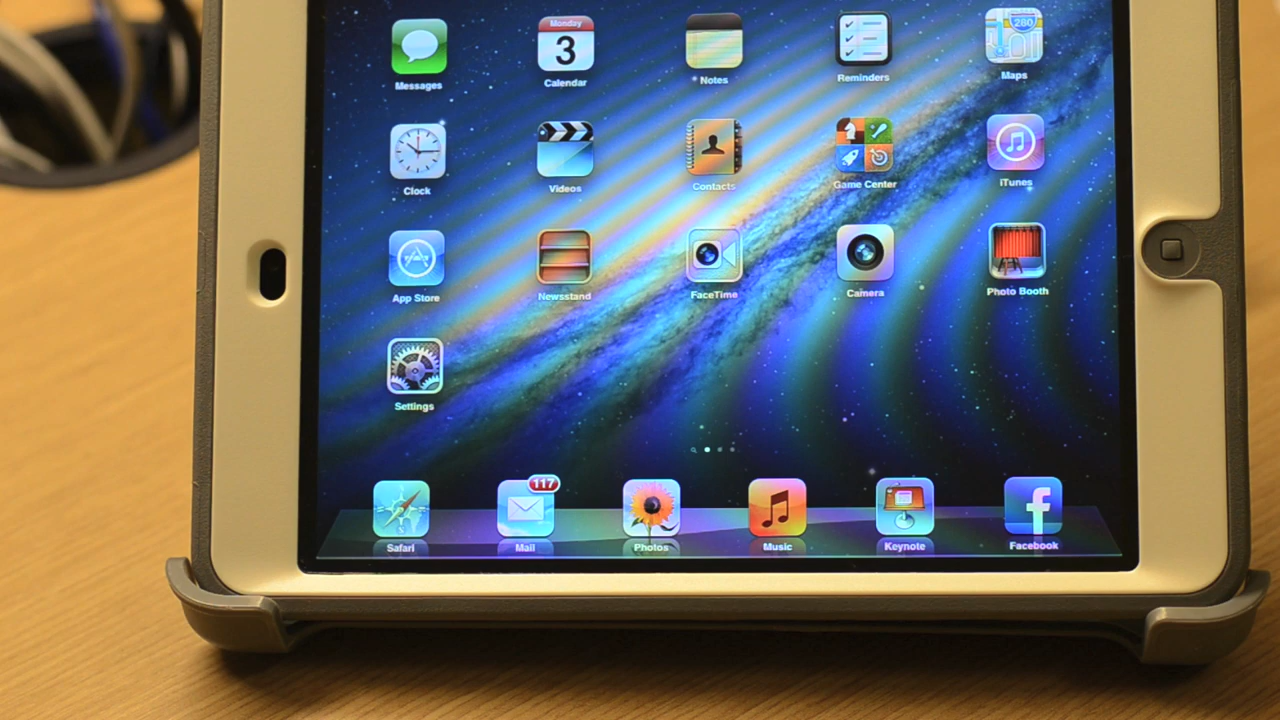 Monday
280
3
Messages
Calendar
Notes
Reminders
Maps
Clock
Videos
Contacts
Game Center
iTunes
App Store
Newsstand
FaceTime
Camera
Photo Booth
Settings
117
f
Safari
Mail
Photos
Music
Keynote
Facebook